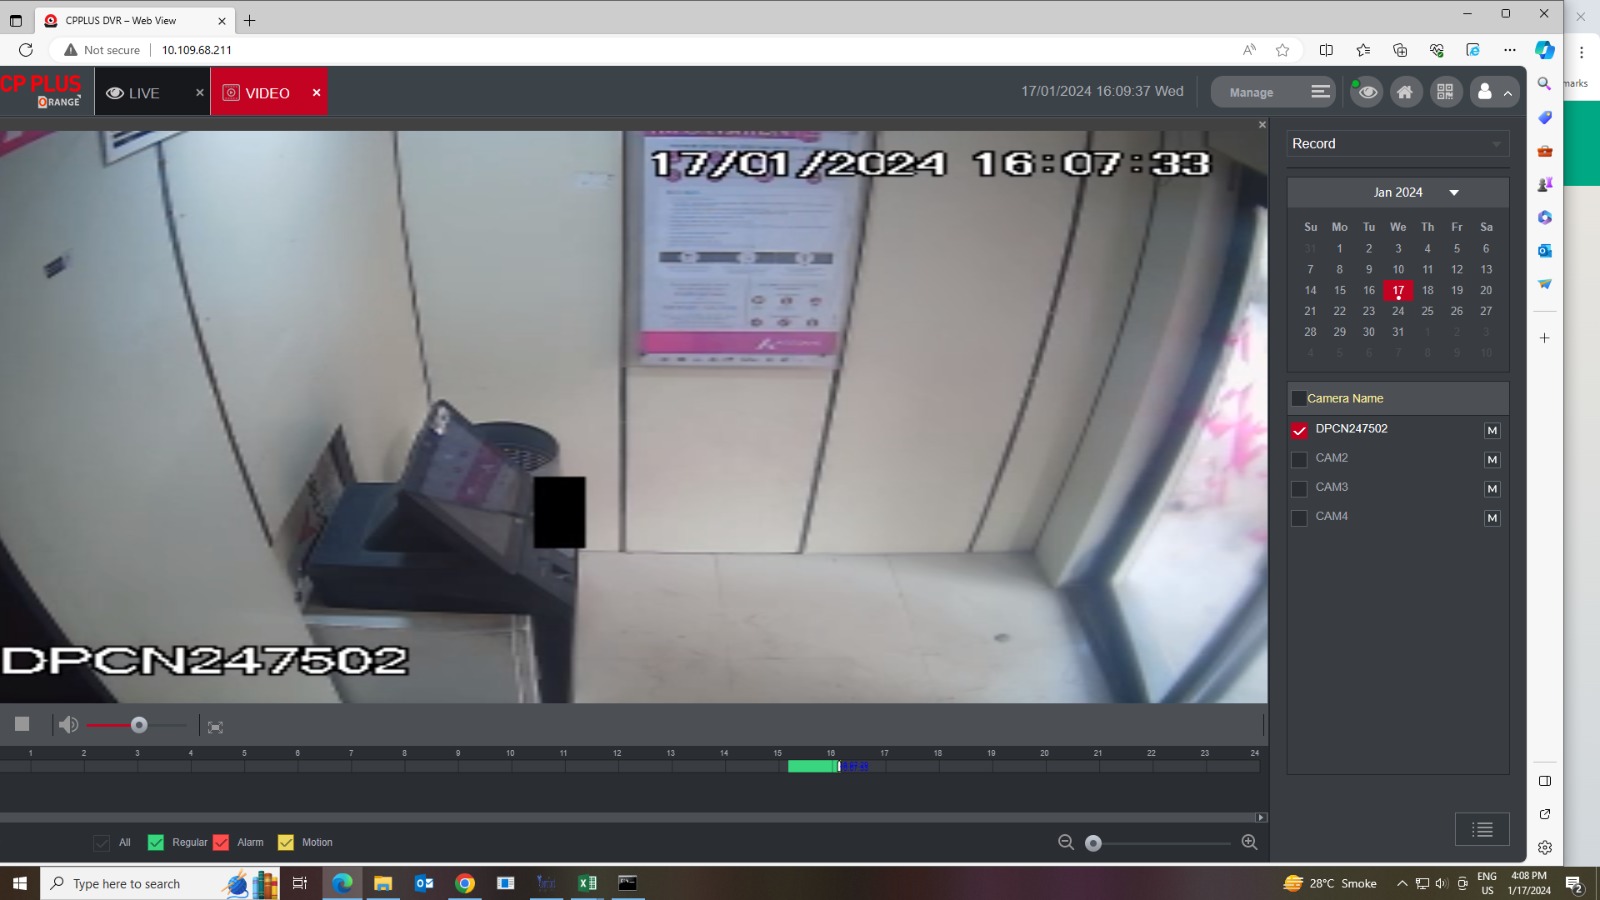 CPPLUS DVR – Web View
Not secure
10.109.68.211
CP PLUS
ORANGE
LIVE
VIDEO
17/01/2024 16:09:37 Wed
Manage
marks
17/01/2024 16:07:33
DPCN247502
Record
Jan 2024
Su Mo Tu We Th Fr Sa
31 1 2 3 4 5 6
7 8 9 10 11 12 13
14 15 16 17 18 19 20
21 22 23 24 25 26 27
28 29 30 31 1 2 3
4 5 6 7 8 9 10
Camera Name
DPCN247502 M
CAM2 M
CAM3 M
CAM4 M
1 2 3 4 5 6 7 8 9 10 11 12 13 14 15 16 17 18 19 20 21 22 23 24
All Regular Alarm Motion
Type here to search
28°C Smoke
ENG
US
4:08 PM
1/17/2024
2